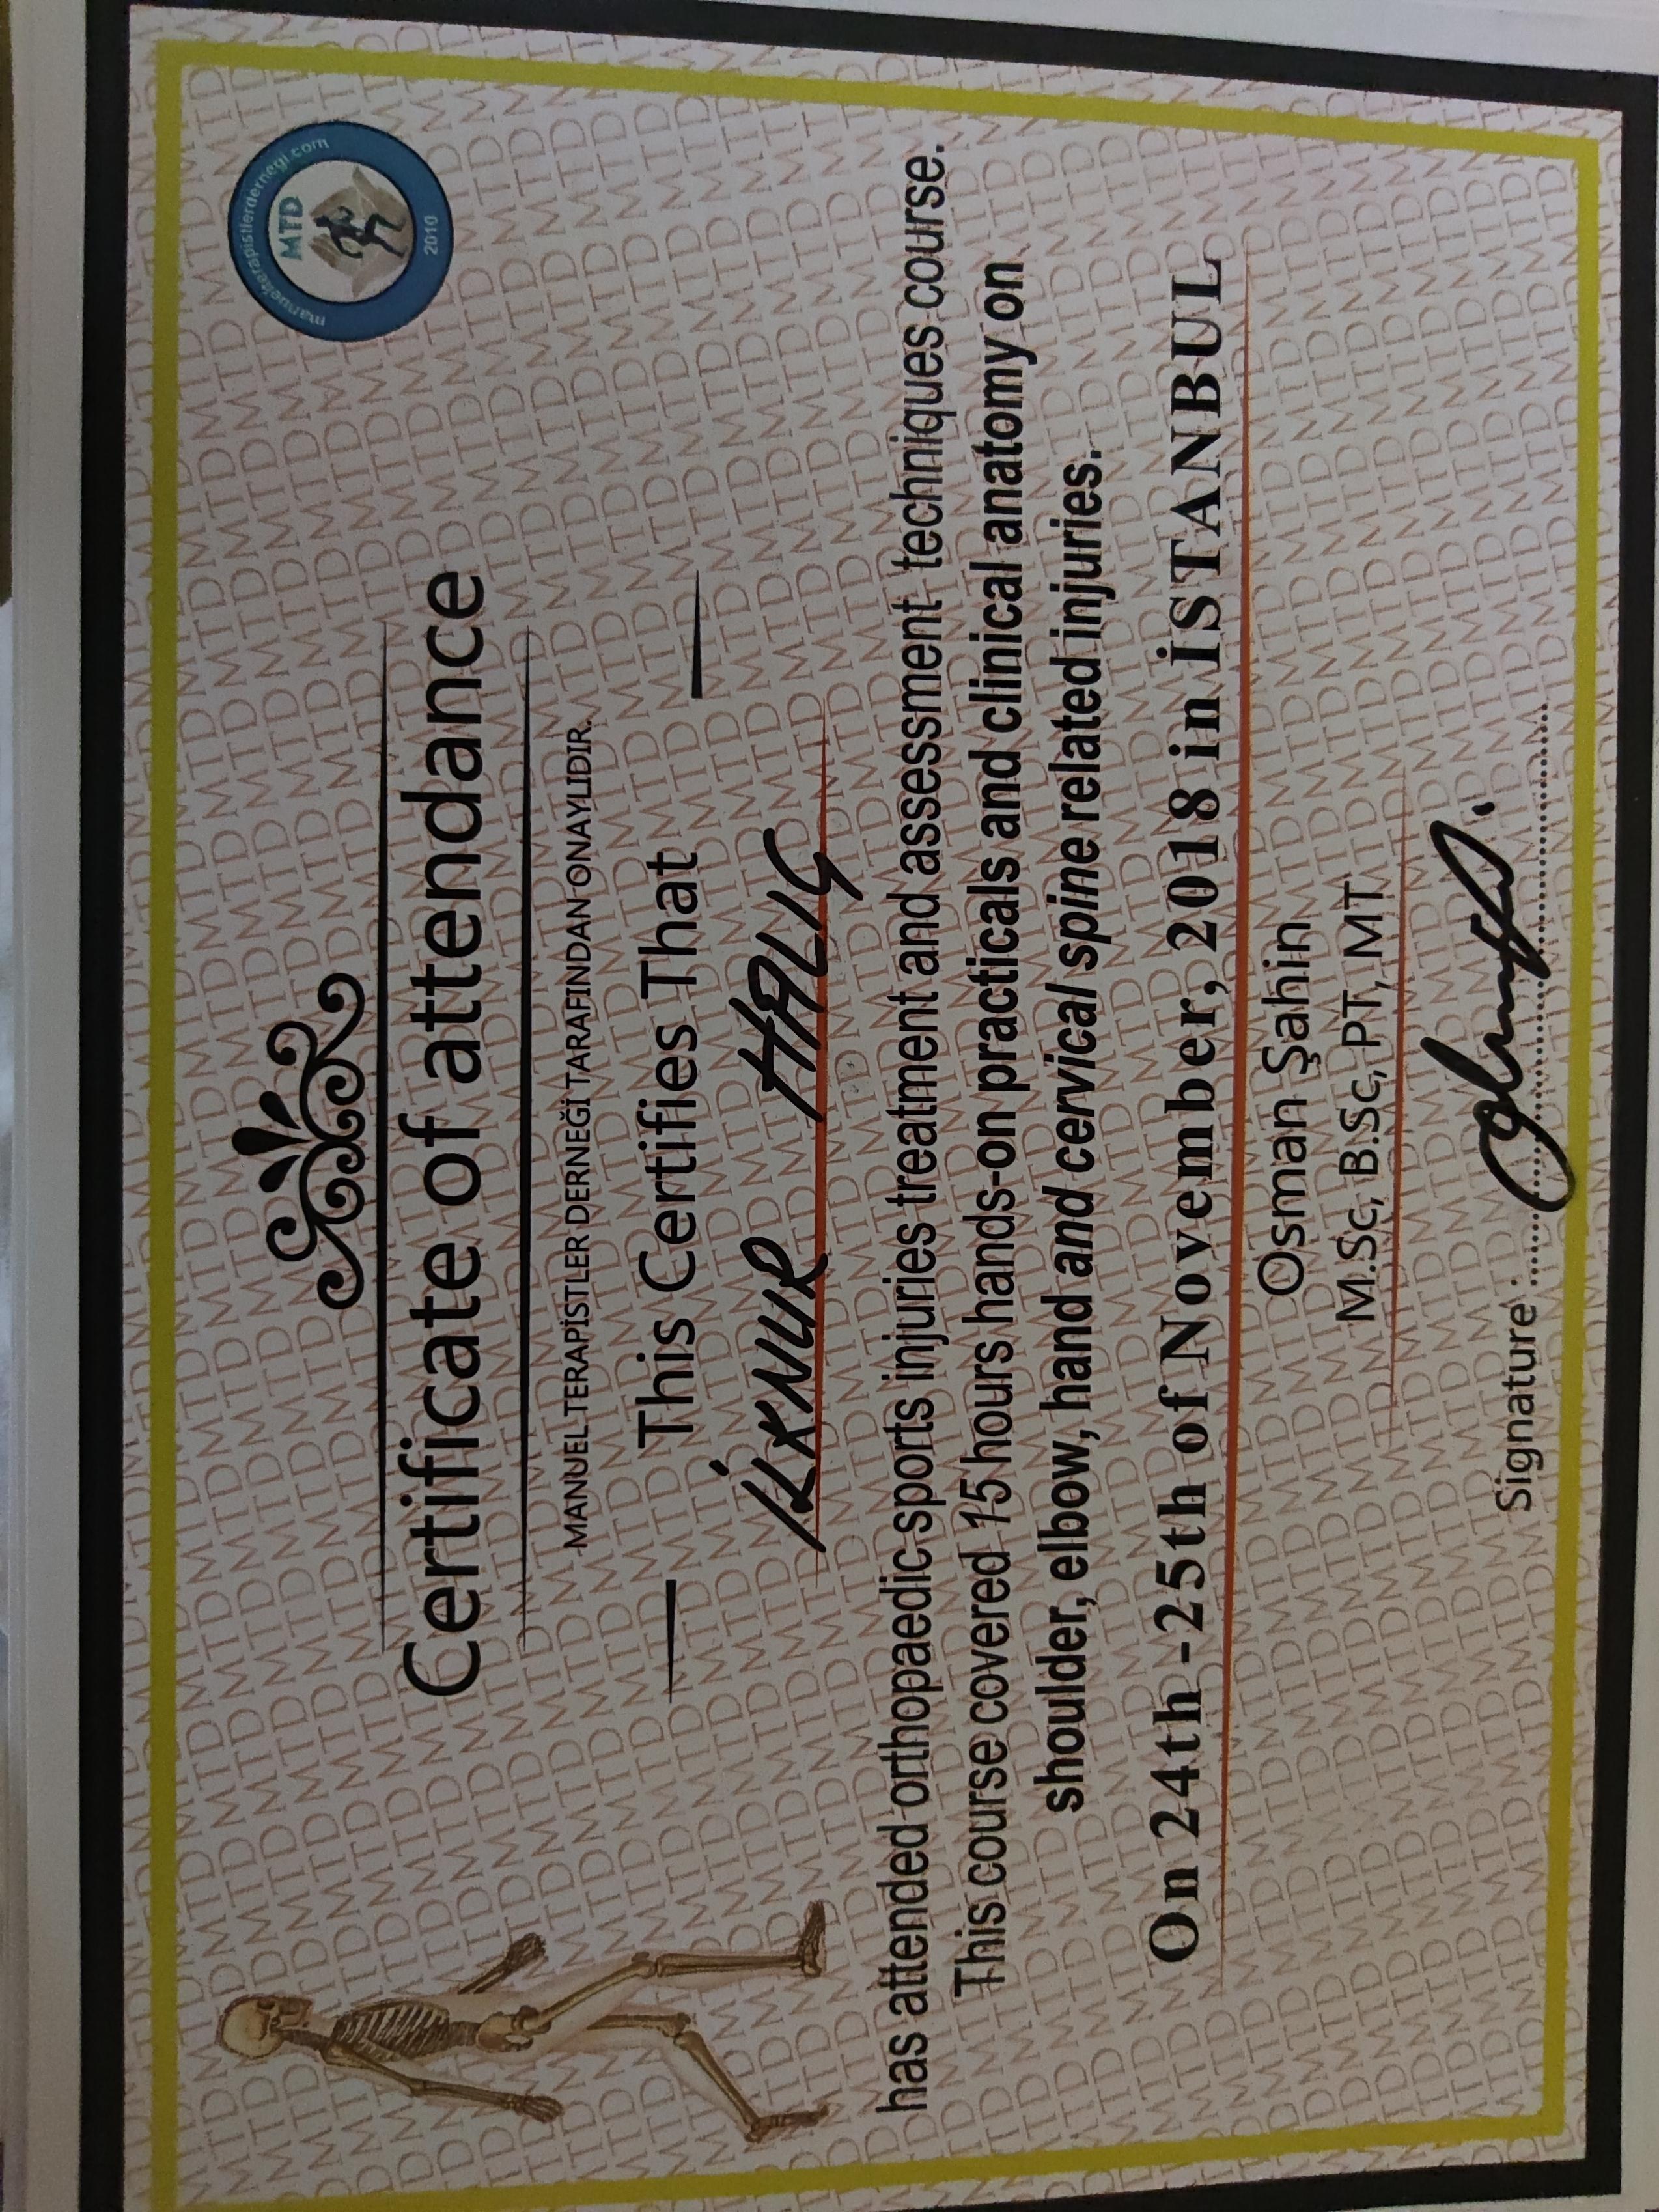 manuelterapistlerdernegi.com
MTD
2010
Certificate of attendance
MANUEL TERAPİSTLER DERNEĞİ TARAFINDAN ONAYLIDIR.
This Certifies That
İLKNUR HALIÇ
has attended orthopaedic sports injuries treatment and assessment techniques course.
This course covered 15 hours hands-on practicals and clinical anatomy on
shoulder, elbow, hand and cervical spine related injuries.
On 24th -25th of November, 2018 in İSTANBUL
Osman Şahin
M.Sc, B.Sc, PT, MT
Signature :